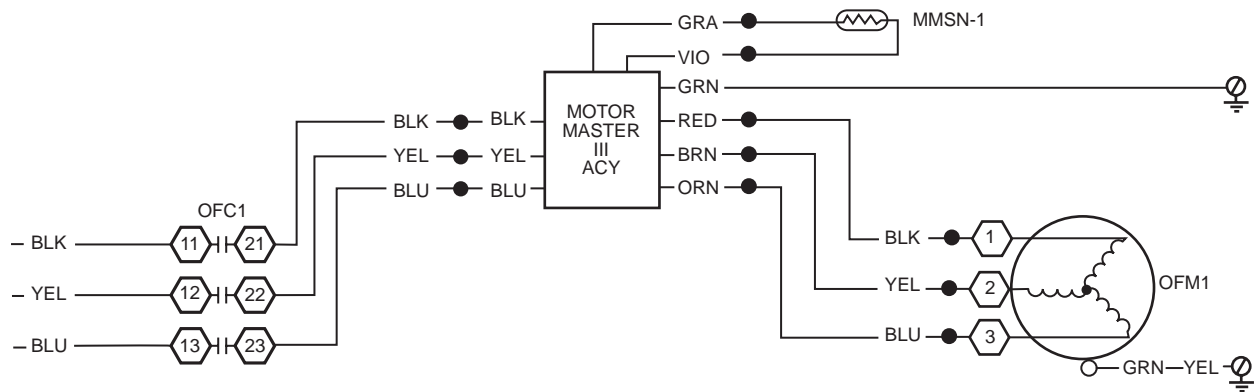 GRA
MMSN-1
VIO
GRN
MOTOR
MASTER
III
ACY
BLK
BLK
RED
YEL
YEL
BRN
BLU
BLU
ORN
OFC1
BLK
11
21
YEL
12
22
BLU
13
23
BLK
1
YEL
2
OFM1
BLU
3
GRN
YEL